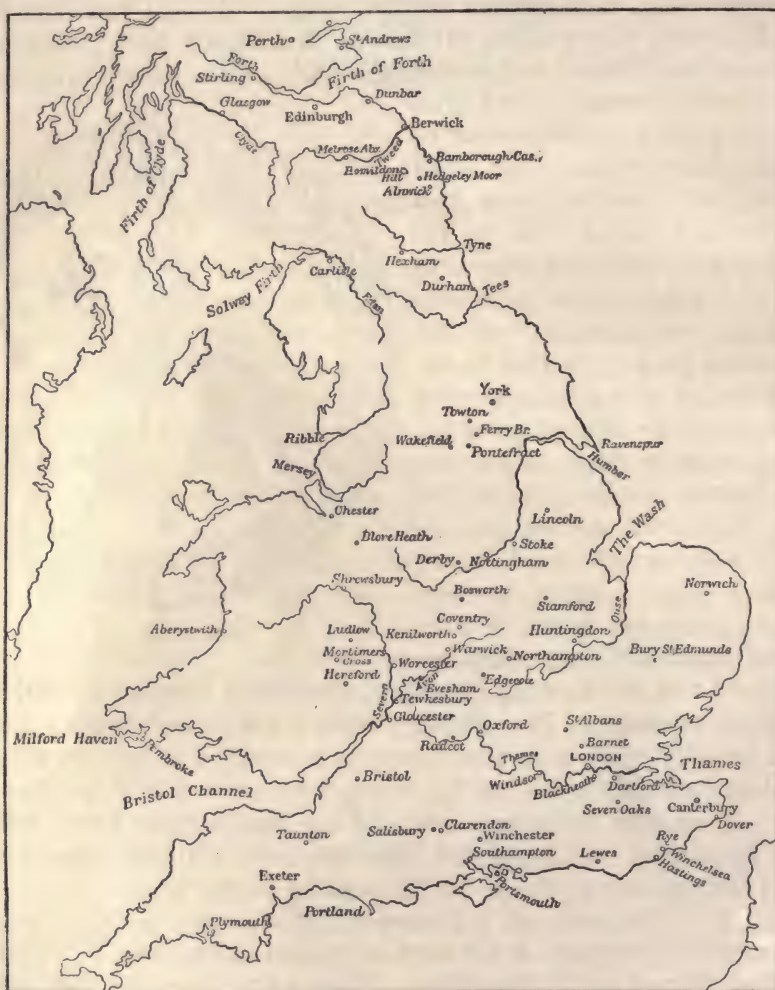 Perth
St Andrews
Forth
Stirling
Firth of Forth
Glasgow
Edinburgh
Dunbar
Clyde
Berwick
Firth of Clyde
Melrose Ab.
Tweed
Bamborough Cas.
Homildon
Hill
Hedgeley Moor
Alnwick
Tyne
Hexham
Solway Firth
Carlisle
Eden
Durham
Tees
York
Towton
Ferry Br.
Wakefield
Pontefract
Ravenspur
Humber
Ribble
Mersey
Chester
Lincoln
The Wash
Blore Heath
Stoke
Derby
Nottingham
Shrewsbury
Bosworth
Stamford
Ouse
Norwich
Aberystwith
Ludlow
Coventry
Kenilworth
Huntingdon
Mortimers
Cross
Warwick
Northampton
Bury St Edmunds
Worcester
Hereford
Avon
Evesham
Edgecote
Severn
Tewkesbury
Gloucester
Milford Haven
Pembroke
Radcot
Oxford
St Albans
Barnet
LONDON
Thames
Thames
Windsor
Blackheath
Dartford
Bristol Channel
Bristol
Seven Oaks
Canterbury
Dover
Taunton
Salisbury
Clarendon
Winchester
Southampton
Lewes
Rye
Winchelsea
Hastings
Portsmouth
Exeter
Portland
Plymouth